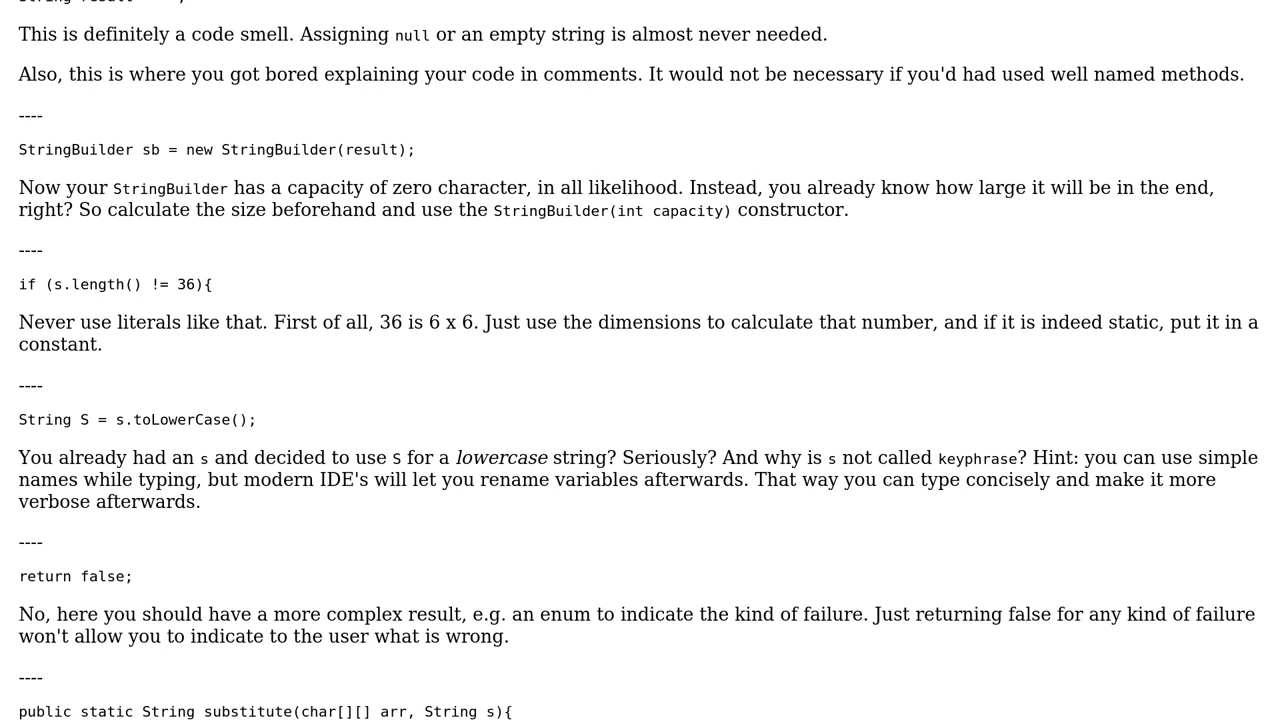 This is definitely a code smell. Assigning null or an empty string is almost never needed.
Also, this is where you got bored explaining your code in comments. It would not be necessary if you'd had used well named methods.
----
StringBuilder sb = new StringBuilder(result);
Now your StringBuilder has a capacity of zero character, in all likelihood. Instead, you already know how large it will be in the end,
right? So calculate the size beforehand and use the StringBuilder(int capacity) constructor.
----
if (s.length() != 36){
Never use literals like that. First of all, 36 is 6 x 6. Just use the dimensions to calculate that number, and if it is indeed static, put it in a
constant.
----
String S = s.toLowerCase();
You already had an s and decided to use S for a lowercase string? Seriously? And why is s not called keyphrase? Hint: you can use simple
names while typing, but modern IDE's will let you rename variables afterwards. That way you can type concisely and make it more
verbose afterwards.
----
return false;
No, here you should have a more complex result, e.g. an enum to indicate the kind of failure. Just returning false for any kind of failure
won't allow you to indicate to the user what is wrong.
----
public static String substitute(char[][] arr, String s){